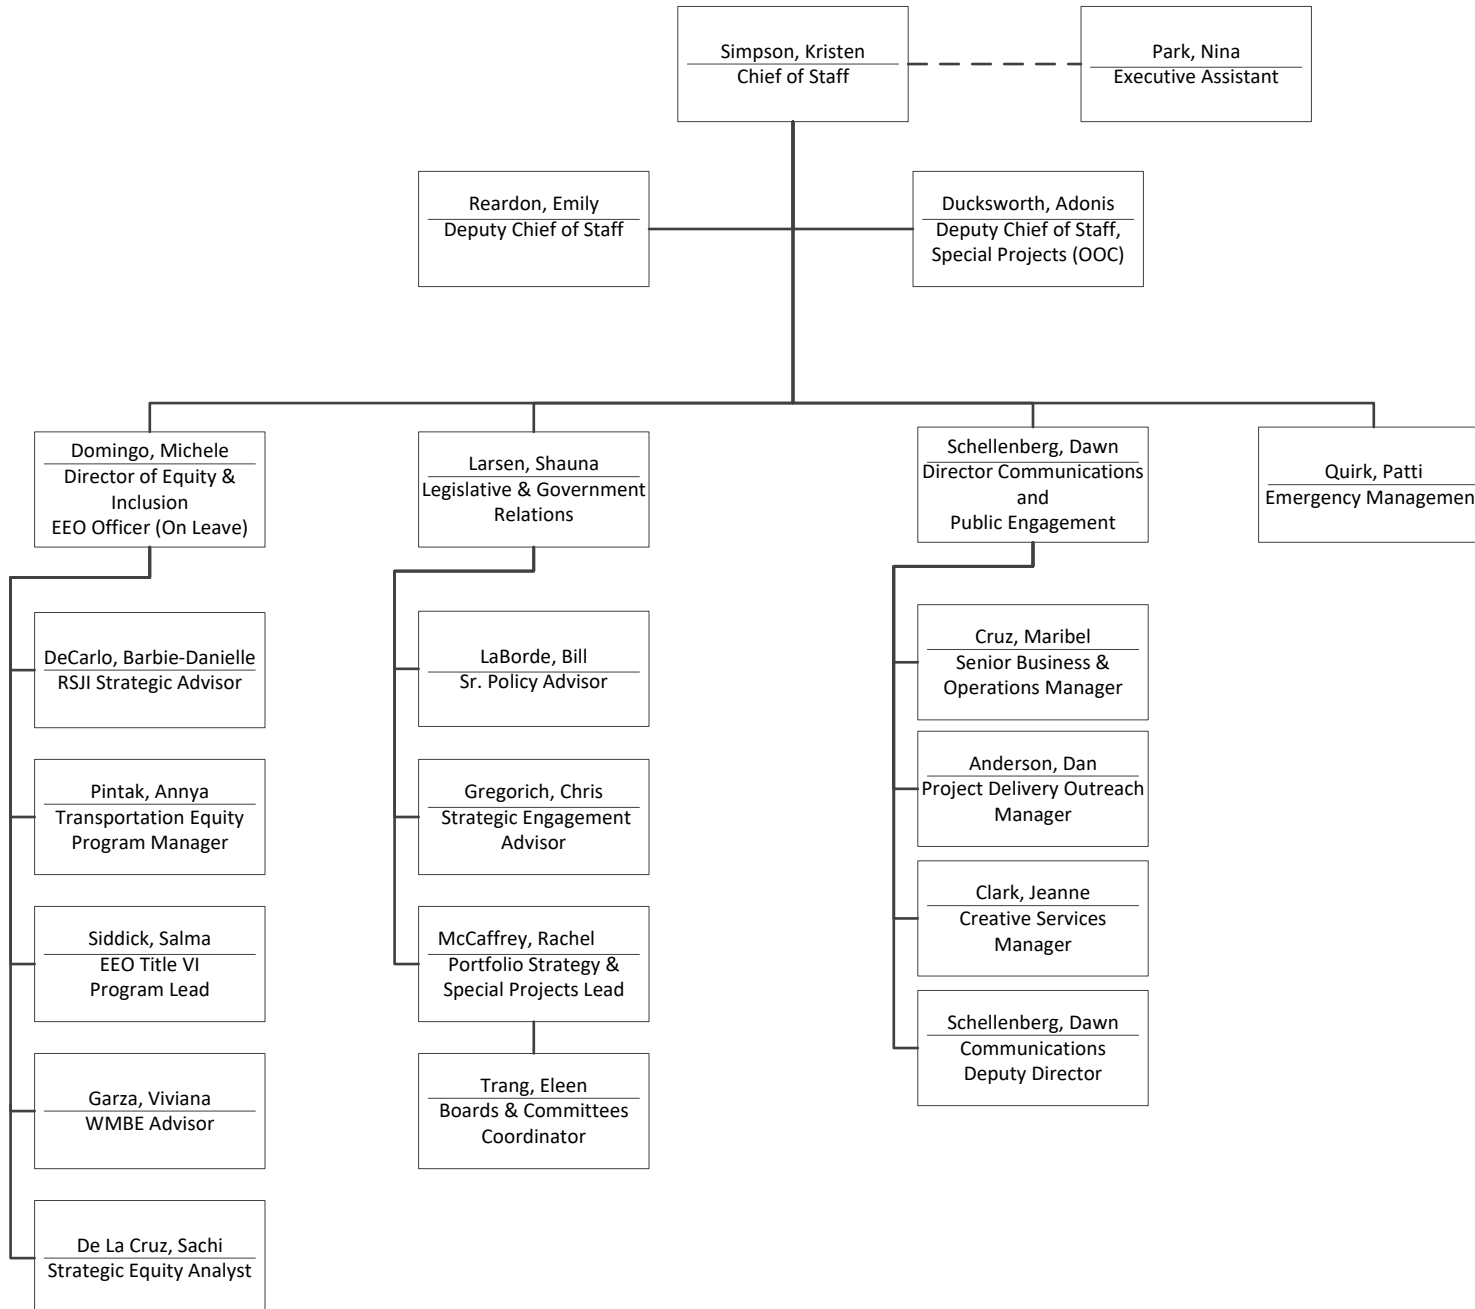 Simpson, Kristen
Chief of Staff
Park, Nina
Executive Assistant
Reardon, Emily
Deputy Chief of Staff
Ducksworth, Adonis
Deputy Chief of Staff,
Special Projects (OOC)
Domingo, Michele
Director of Equity &
Inclusion
EEO Officer (On Leave)
Larsen, Shauna
Legislative & Government
Relations
Schellenberg, Dawn
Director Communications
and
Public Engagement
Quirk, Patti
Emergency Management
DeCarlo, Barbie-Danielle
RSJI Strategic Advisor
Pintak, Annya
Transportation Equity
Program Manager
Siddick, Salma
EEO Title VI
Program Lead
Garza, Viviana
WMBE Advisor
De La Cruz, Sachi
Strategic Equity Analyst
LaBorde, Bill
Sr. Policy Advisor
Gregorich, Chris
Strategic Engagement
Advisor
McCaffrey, Rachel
Portfolio Strategy &
Special Projects Lead
Trang, Eleen
Boards & Committees
Coordinator
Cruz, Maribel
Senior Business &
Operations Manager
Anderson, Dan
Project Delivery Outreach
Manager
Clark, Jeanne
Creative Services
Manager
Schellenberg, Dawn
Communications
Deputy Director